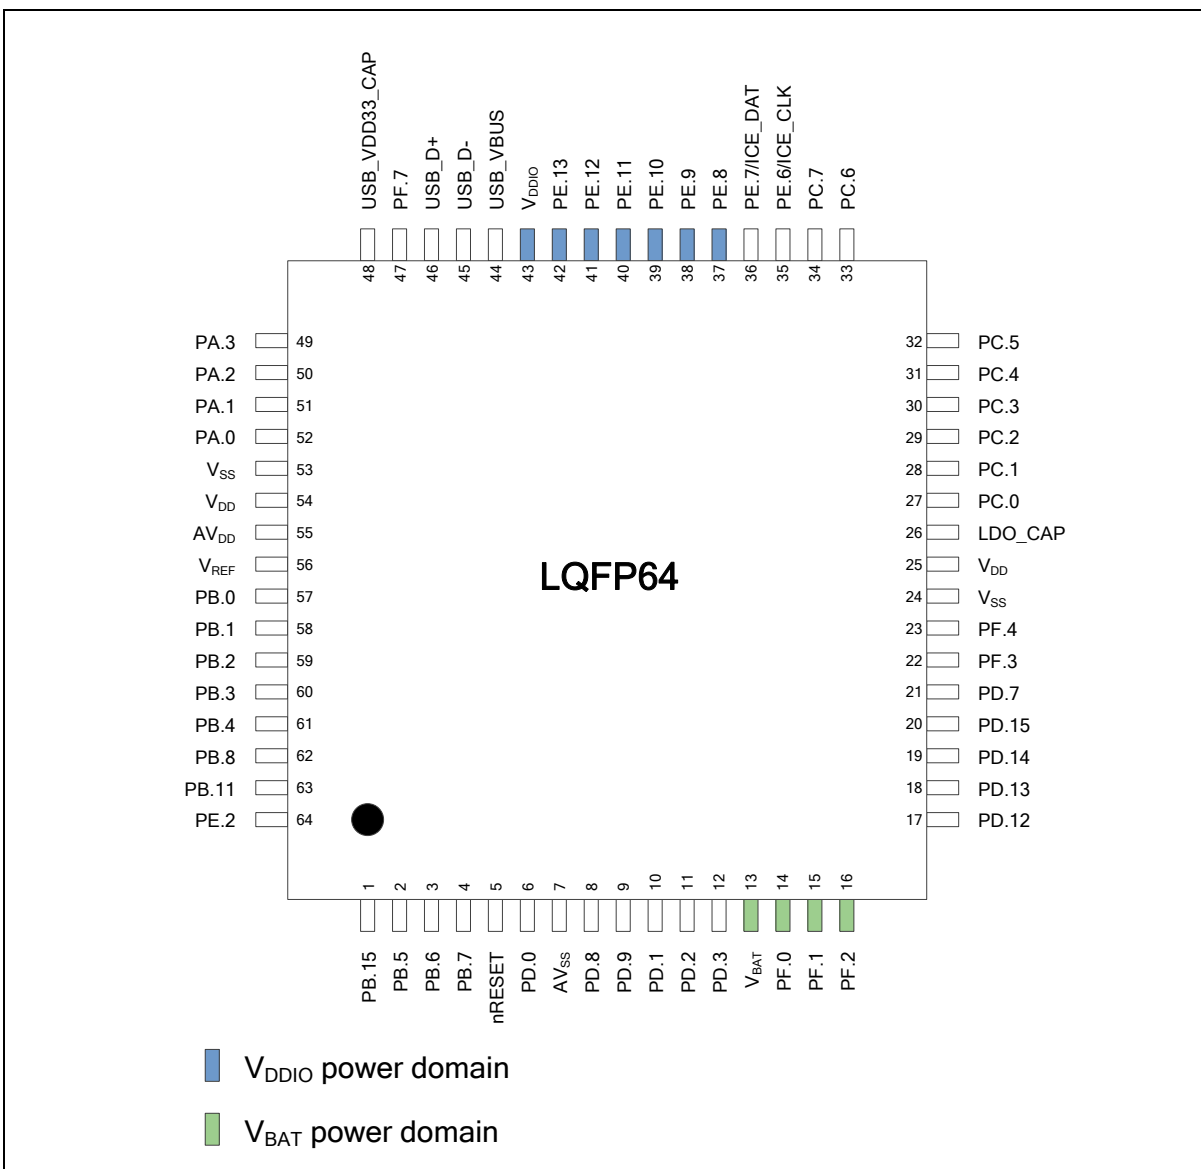 USB_VDD33_CAP
PF.7
USB_D+
USB_D-
USB_VBUS
VDDIO
PE.13
PE.12
PE.11
PE.10
PE.9
PE.8
PE.7/ICE_DAT
PE.6/ICE_CLK
PC.7
PC.6
48 47 46 45 44 43 42 41 40 39 38 37 36 35 34 33
PA.3 49 32 PC.5
PA.2 50 31 PC.4
PA.1 51 30 PC.3
PA.0 52 29 PC.2
VSS 53 28 PC.1
VDD 54 27 PC.0
AVDD 55 26 LDO_CAP
VREF 56 25 VDD
LQFP64
PB.0 57 24 VSS
PB.1 58 23 PF.4
PB.2 59 22 PF.3
PB.3 60 21 PD.7
PB.4 61 20 PD.15
PB.8 62 19 PD.14
PB.11 63 18 PD.13
PE.2 64 17 PD.12
1 2 3 4 5 6 7 8 9 10 11 12 13 14 15 16
PB.15
PB.5
PB.6
PB.7
nRESET
PD.0
AVSS
PD.8
PD.9
PD.1
PD.2
PD.3
VBAT
PF.0
PF.1
PF.2
VDDIO power domain
VBAT power domain